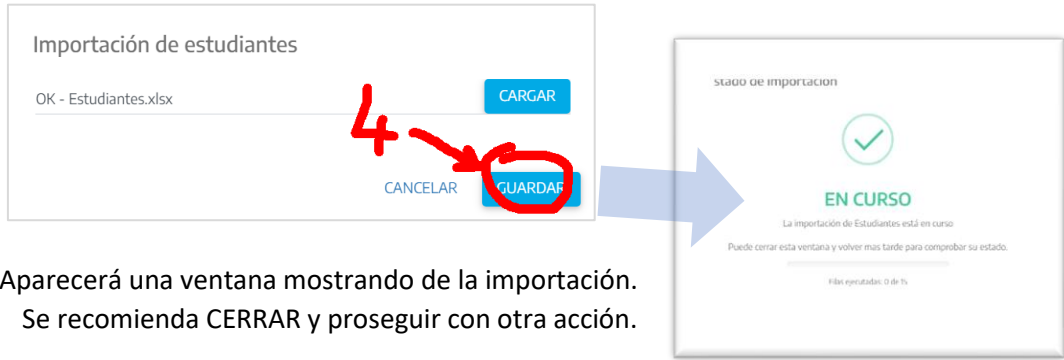 Importación de estudiantes
OK - Estudiantes.xlsx
CARGAR
4
CANCELAR
GUARDAR
stado de importación
EN CURSO
La importación de Estudiantes está en curso
Puede cerrar esta ventana y volver mas tarde para comprobar su estado.
Filas ejecutadas: 0 de 15
Aparecerá una ventana mostrando de la importación.
Se recomienda CERRAR y proseguir con otra acción.